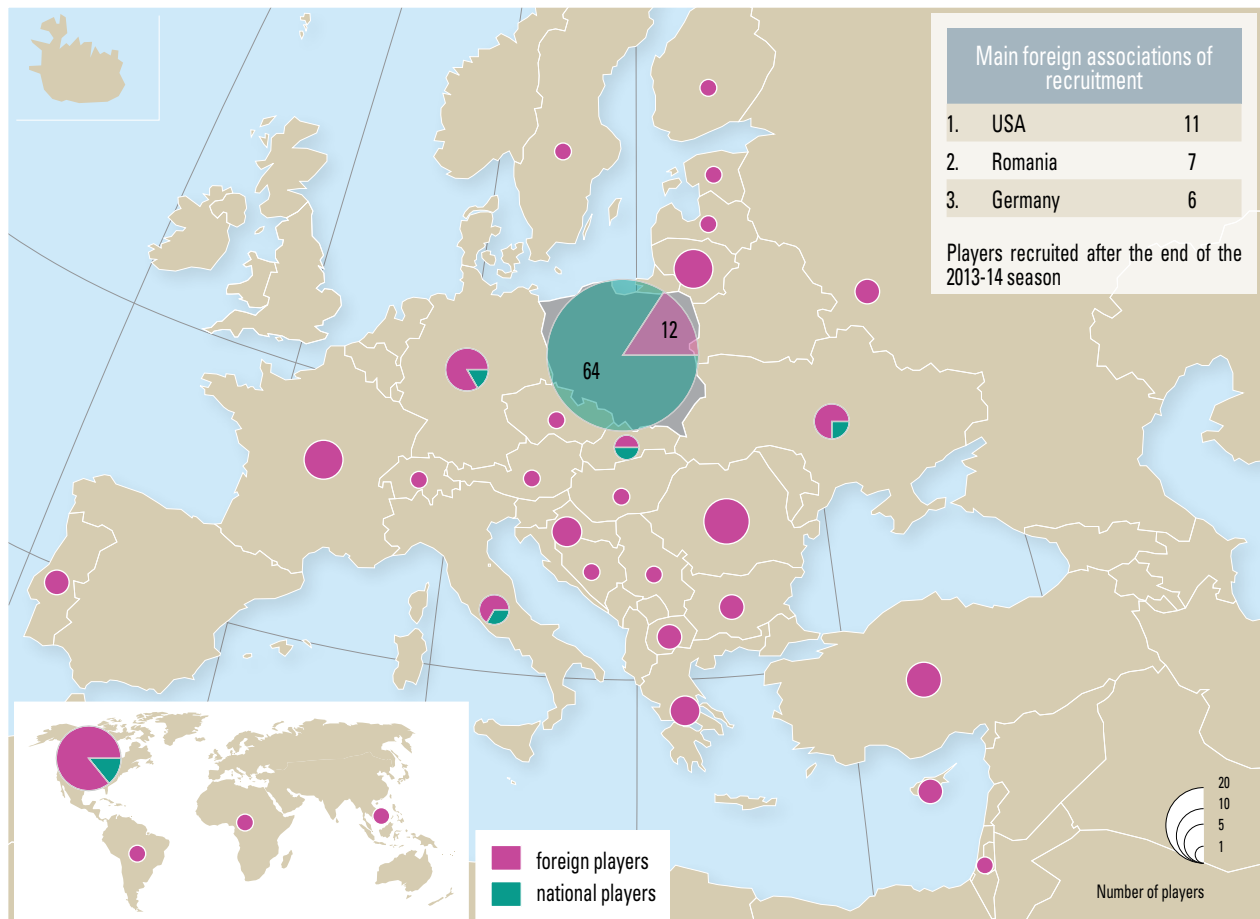 Main foreign associations of
recruitment
1. USA 11
2. Romania 7
3. Germany 6
Players recruited after the end of the
2013-14 season
12
64
20
10
5
1
Number of players
foreign players
national players